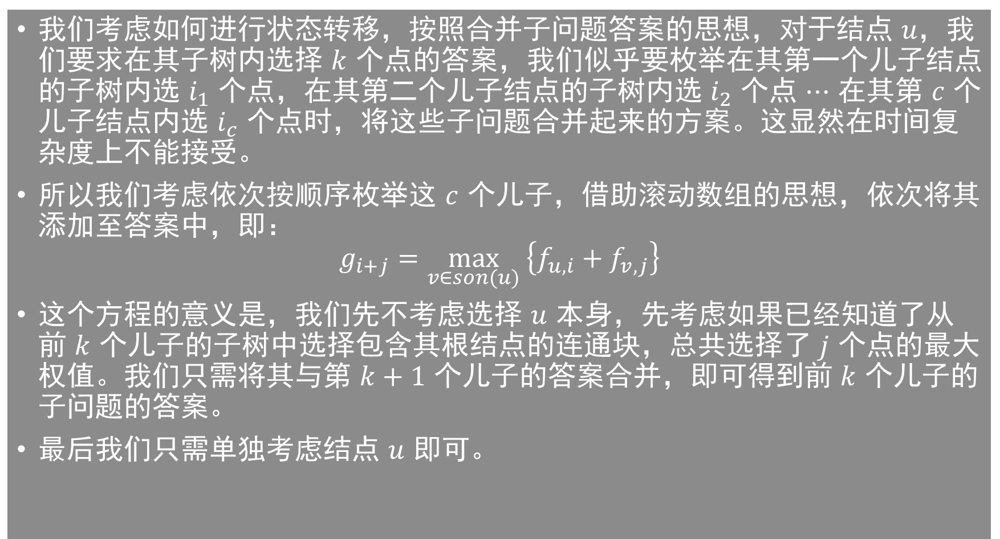 • 我们考虑如何进行状态转移，按照合并子问题答案的思想，对于结点 u，我
们要求在其子树内选择 k 个点的答案，我们似乎要枚举在其第一个儿子结点
的子树内选 i₁ 个点，在其第二个儿子结点的子树内选 i₂ 个点 ⋯ 在其第 c 个
儿子结点内选 i_c 个点时，将这些子问题合并起来的方案。这显然在时间复
杂度上不能接受。
• 所以我们考虑依次按顺序枚举这 c 个儿子，借助滚动数组的思想，依次将其
添加至答案中，即：
g_{i+j} = max_{v∈son(u)} {f_{u,i} + f_{v,j}}
• 这个方程的意义是，我们先不考虑选择 u 本身，先考虑如果已经知道了从
前 k 个儿子的子树中选择包含其根结点的连通块，总共选择了 j 个点的最大
权值。我们只需将其与第 k + 1 个儿子的答案合并，即可得到前 k 个儿子的
子问题的答案。
• 最后我们只需单独考虑结点 u 即可。